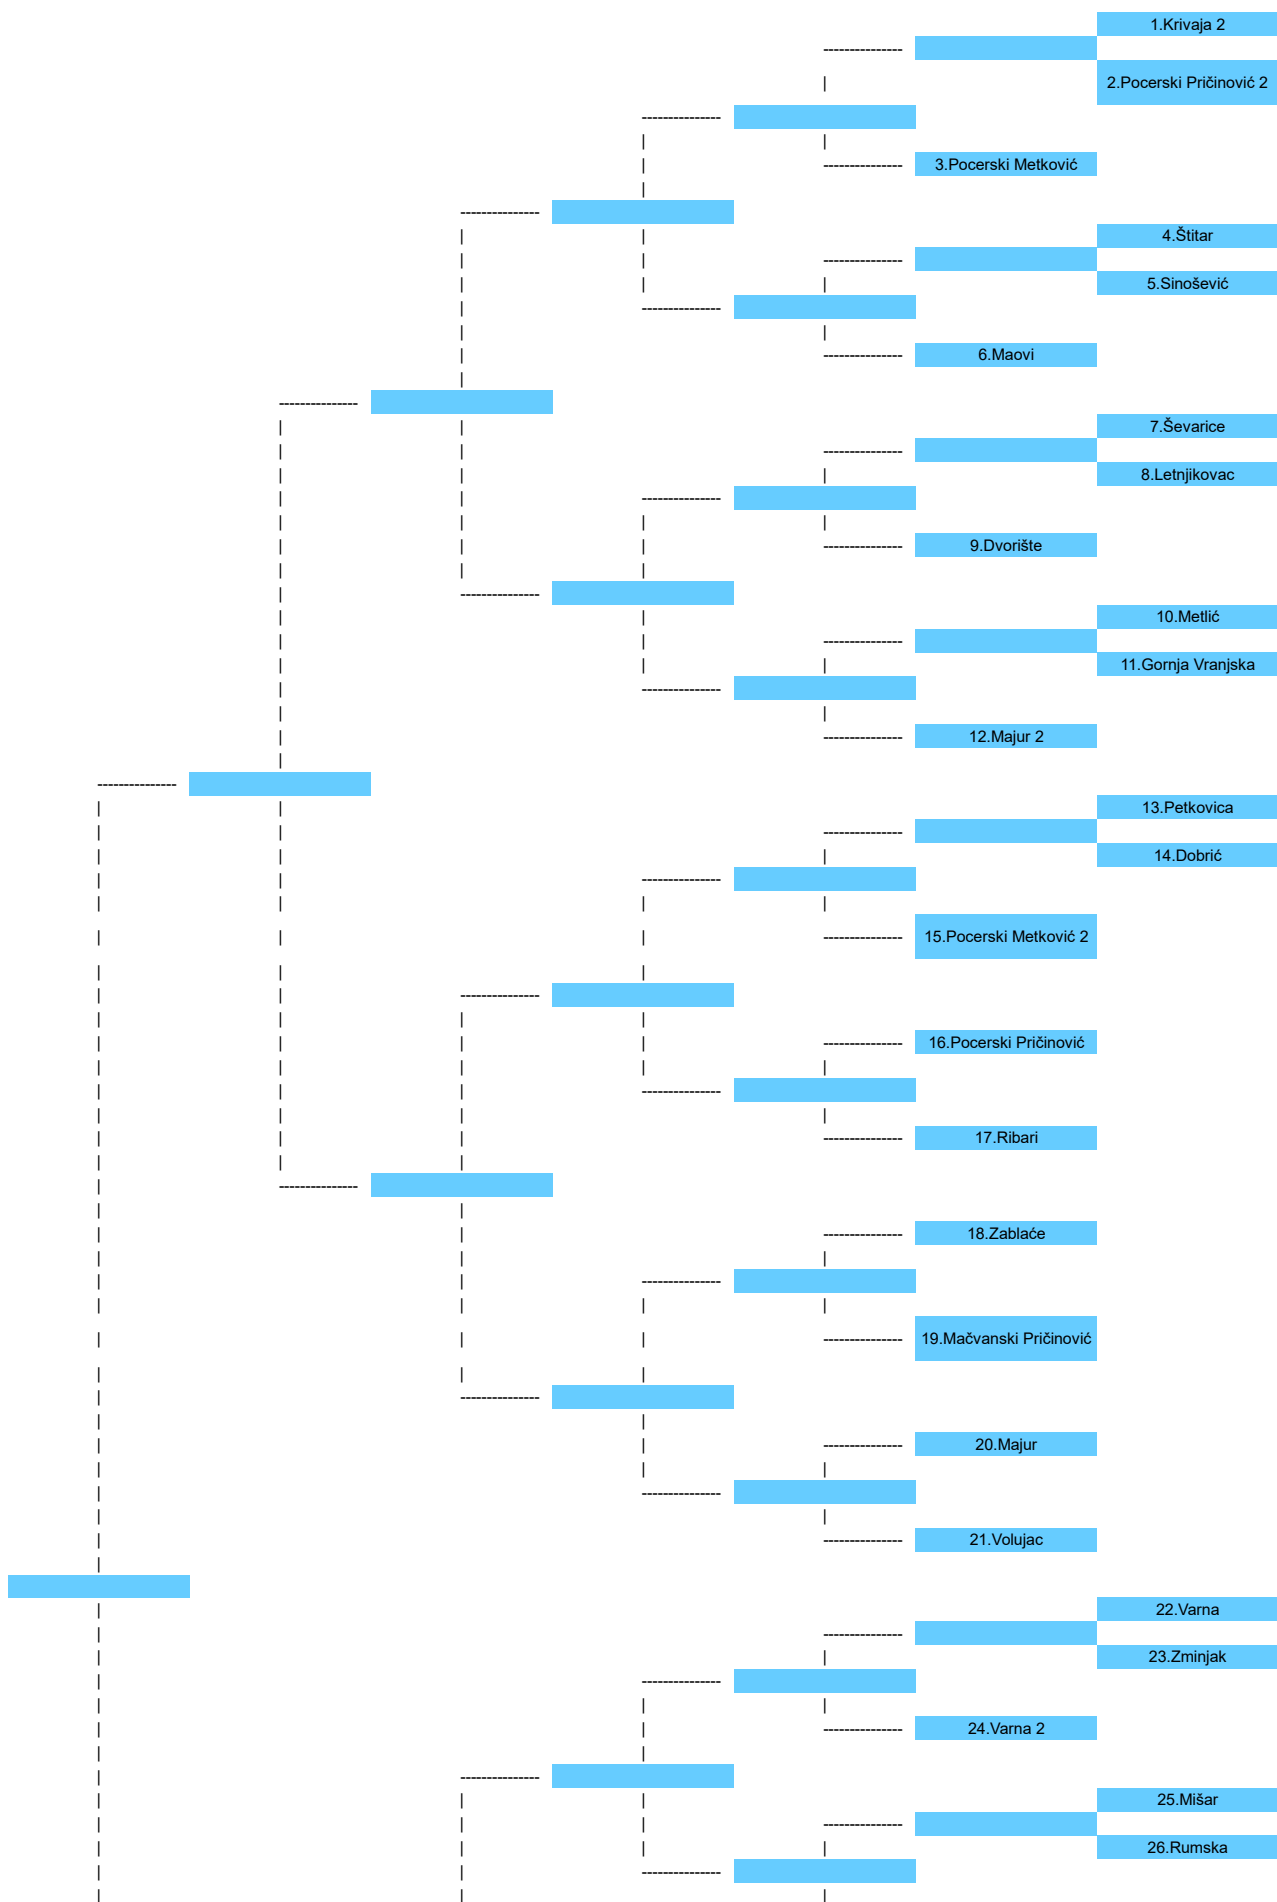 1.Krivaja 2
2.Pocerski Pričinović 2
3.Pocerski Metković
4.Štitar
5.Sinošević
6.Maovi
7.Ševarice
8.Letnjikovac
9.Dvorište
10.Metlić
11.Gornja Vranjska
12.Majur 2
13.Petkovica
14.Dobrić
15.Pocerski Metković 2
16.Pocerski Pričinović
17.Ribari
18.Zablaće
19.Mačvanski Pričinović
20.Majur
21.Volujac
22.Varna
23.Zminjak
24.Varna 2
25.Mišar
26.Rumska